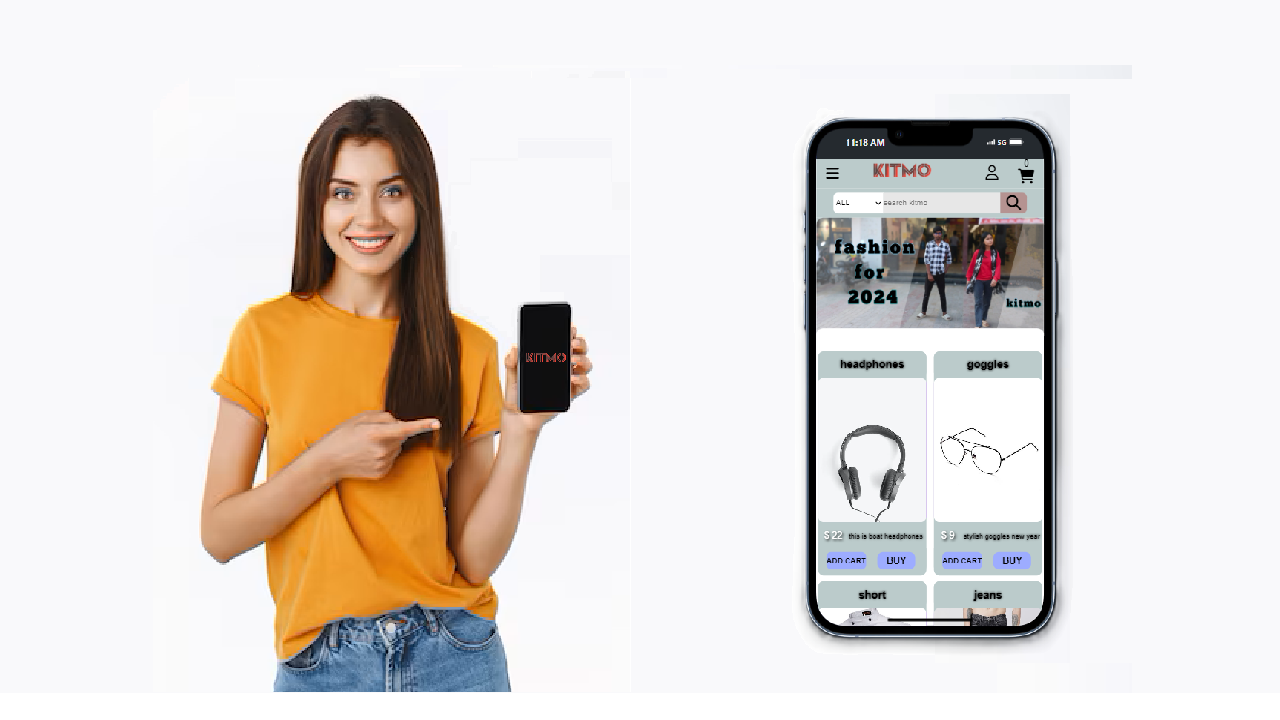 KITMO
11:18 AM
5G
KITMO
0
ALL
search kitmo
fashion
for
2024
kitmo
headphones
goggles
$ 22 this is boat headphones
$ 9 stylish goggles new year
ADD CART BUY
ADD CART BUY
short
jeans